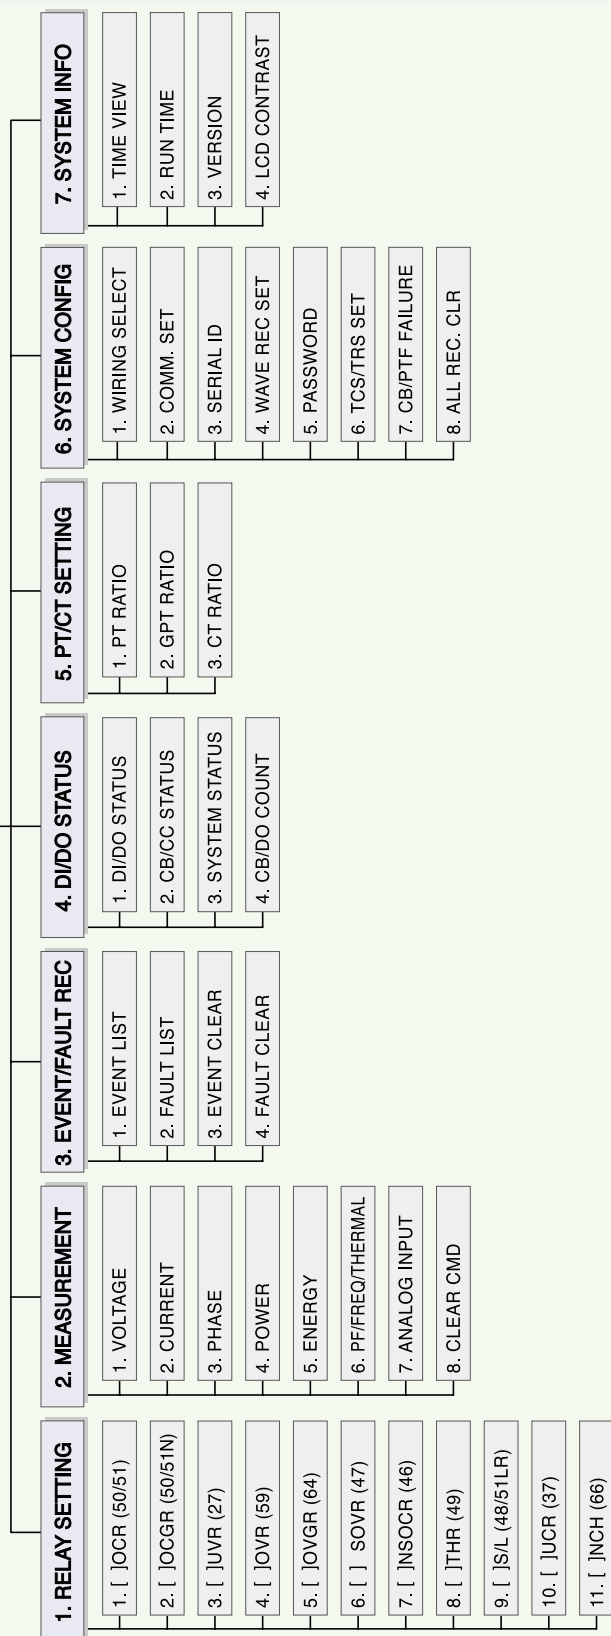 1. RELAY SETTING
1. [ ]OCR (50/51)
2. [ ]OCGR (50/51N)
3. [ ]UVR (27)
4. [ ]OVR (59)
5. [ ]OVGR (64)
6. [ ] SOVR (47)
7. [ ]NSOCR (46)
8. [ ]THR (49)
9. [ ]S/L (48/51LR)
10. [ ]UCR (37)
11. [ ]NCH (66)
2. MEASUREMENT
1. VOLTAGE
2. CURRENT
3. PHASE
4. POWER
5. ENERGY
6. PF/FREQ/THERMAL
7. ANALOG INPUT
8. CLEAR CMD
3. EVENT/FAULT REC
1. EVENT LIST
2. FAULT LIST
3. EVENT CLEAR
4. FAULT CLEAR
4. DI/DO STATUS
1. DI/DO STATUS
2. CB/CC STATUS
3. SYSTEM STATUS
4. CB/DO COUNT
5. PT/CT SETTING
1. PT RATIO
2. GPT RATIO
3. CT RATIO
6. SYSTEM CONFIG
1. WIRING SELECT
2. COMM. SET
3. SERIAL ID
4. WAVE REC SET
5. PASSWORD
6. TCS/TRS SET
7. CB/PTF FAILURE
8. ALL REC. CLR
7. SYSTEM INFO
1. TIME VIEW
2. RUN TIME
3. VERSION
4. LCD CONTRAST